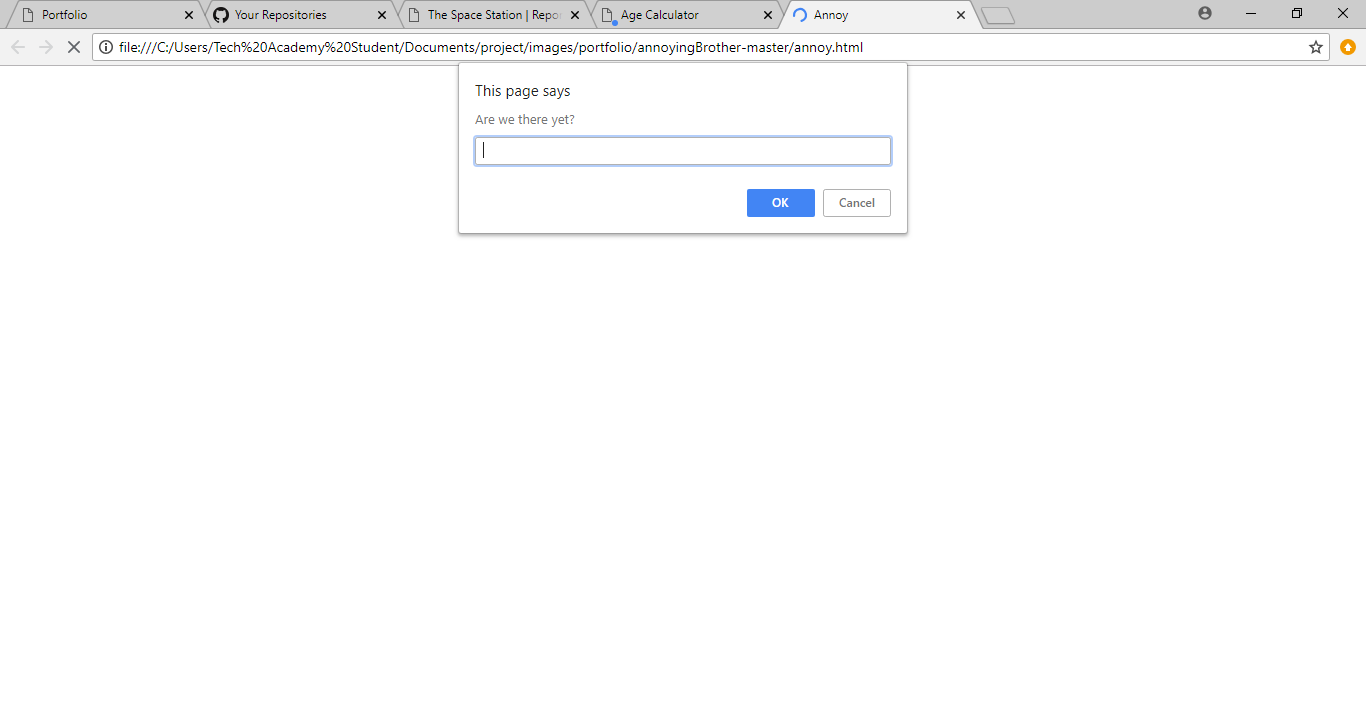 Portfolio
Your Repositories
The Space Station | Repo
Age Calculator
Annoy
file:///C:/Users/Tech%20Academy%20Student/Documents/project/images/portfolio/annoyingBrother-master/annoy.html
This page says
Are we there yet?
OK Cancel